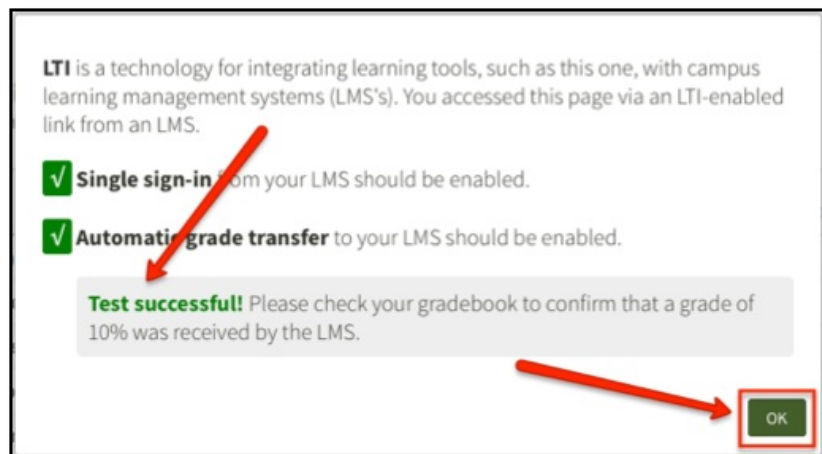 LTI is a technology for integrating learning tools, such as this one, with campus
learning management systems (LMS's). You accessed this page via an LTI-enabled
link from an LMS.
√ Single sign-in from your LMS should be enabled.
√ Automatic grade transfer to your LMS should be enabled.
Test successful! Please check your gradebook to confirm that a grade of
10% was received by the LMS.
OK